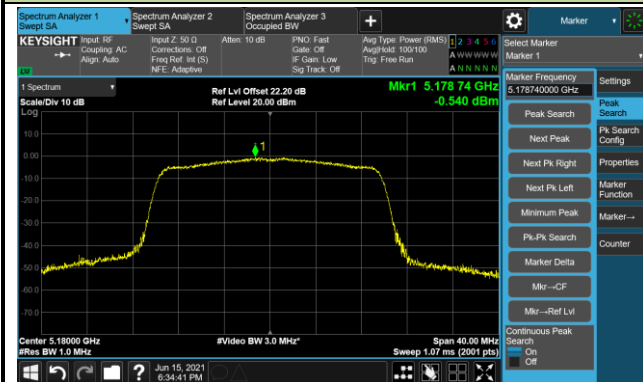 Spectrum Analyzer 1
Swept SA
Spectrum Analyzer 2
Swept SA
Spectrum Analyzer 3
Occupied BW
+
Marker
KEYSIGHT
Input: RF
Coupling: AC
Align: Auto
Input Z: 50 Ω
Corrections: Off
Freq Ref: Int (S)
NFE: Adaptive
Atten: 10 dB
PNO: Fast
Gate: Off
IF Gain: Low
Sig Track: Off
Avg Type: Power (RMS)
Avg|Hold: 100/100
Trig: Free Run
1 2 3 4 5 6
A W W W W W
A N N N N N
Select Marker
Marker 1
LXI
1 Spectrum
Scale/Div 10 dB
Ref Lvl Offset 22.20 dB
Ref Level 20.00 dBm
Mkr1 5.178 74 GHz
-0.540 dBm
Log
10.0
0.00
-10.0
-20.0
-30.0
-40.0
-50.0
-60.0
-70.0
1
Center 5.18000 GHz
#Res BW 1.0 MHz
#Video BW 3.0 MHz*
Span 40.00 MHz
Sweep 1.07 ms (2001 pts)
Marker Frequency
5.178740000 GHz
Peak Search
Next Peak
Next Pk Right
Next Pk Left
Minimum Peak
Pk-Pk Search
Marker Delta
Mkr→CF
Mkr→Ref Lvl
Continuous Peak
Search
On
Off
Settings
Peak
Search
Pk Search
Config
Properties
Marker
Function
Marker→
Counter
?
Jun 15, 2021
6:34:41 PM